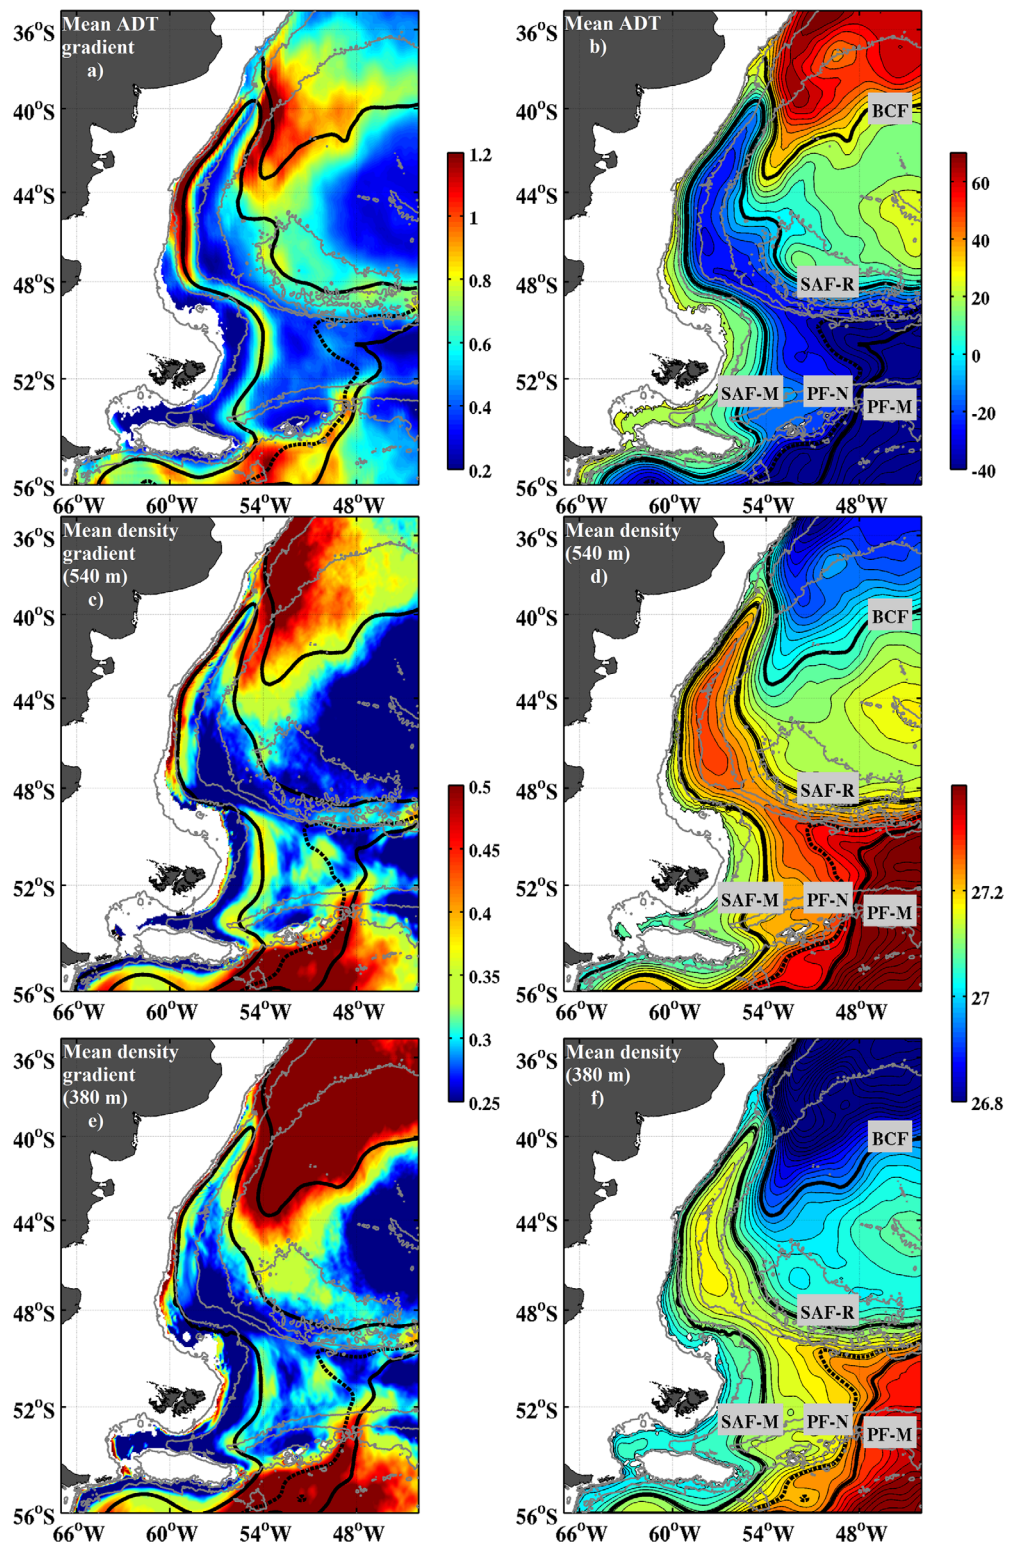 Mean ADT
gradient
a)
36°S
40°S
44°S
48°S
52°S
56°S
66°W 60°W 54°W 48°W
1.2
1
0.8
0.6
0.4
0.2
Mean ADT
b)
BCF
SAF-R
SAF-M PF-N
PF-M
36°S
40°S
44°S
48°S
52°S
56°S
66°W 60°W 54°W 48°W
60
40
20
0
-20
-40
Mean density
gradient
(540 m)
c)
36°S
40°S
44°S
48°S
52°S
56°S
66°W 60°W 54°W 48°W
0.5
0.45
0.4
0.35
0.3
0.25
Mean density
(540 m)
d)
BCF
SAF-R
SAF-M PF-N
PF-M
36°S
40°S
44°S
48°S
52°S
56°S
66°W 60°W 54°W 48°W
27.2
27
26.8
Mean density
gradient
(380 m)
e)
36°S
40°S
44°S
48°S
52°S
56°S
66°W 60°W 54°W 48°W
Mean density
(380 m)
f)
BCF
SAF-R
SAF-M PF-N
PF-M
36°S
40°S
44°S
48°S
52°S
56°S
66°W 60°W 54°W 48°W